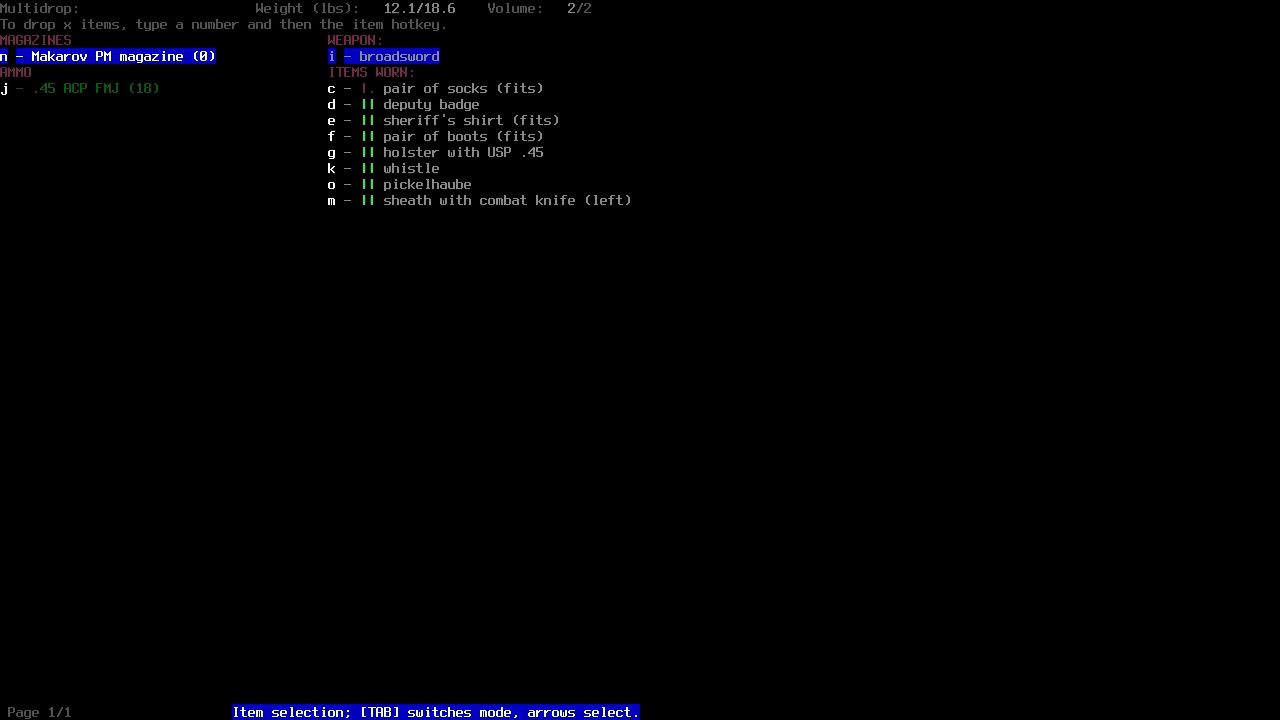 Multidrop: Weight (lbs): 12.1/18.6 Volume: 2/2
To drop x items, type a number and then the item hotkey.
MAGAZINES
n - Makarov PM magazine (0)
AMMO
j - .45 ACP FMJ (18)
WEAPON:
i - broadsword
ITEMS WORN:
c - |. pair of socks (fits)
d - || deputy badge
e - || sheriff's shirt (fits)
f - || pair of boots (fits)
g - || holster with USP .45
k - || whistle
o - || pickelhaube
m - || sheath with combat knife (left)
Page 1/1 Item selection; [TAB] switches mode, arrows select.